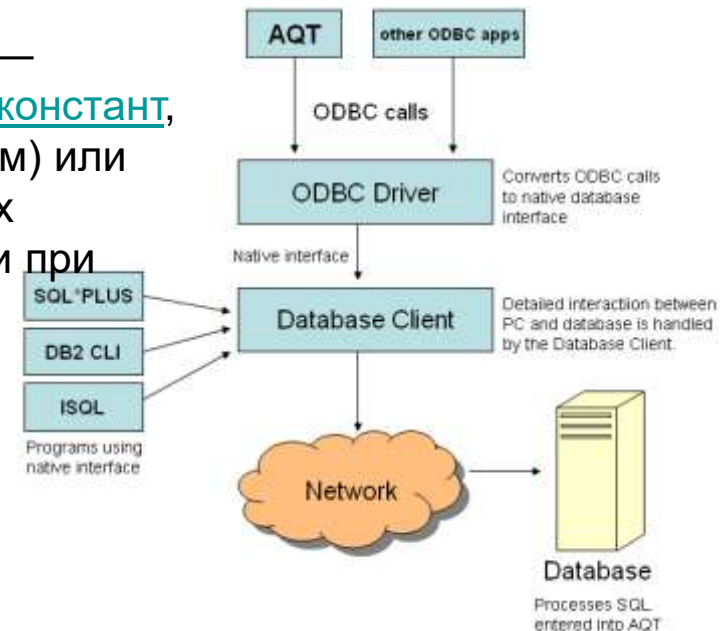 —
констант,
м) или
х
и при
AQT
other ODBC apps
ODBC calls
ODBC Driver
Converts ODBC calls
to native database
interface
Native interface
SQL*PLUS
DB2 CLI
ISQL
Programs using
native interface
Database Client
Detailed interaction between
PC and database is handled
by the Database Client.
Network
Database
Processes SQL
entered into AQT